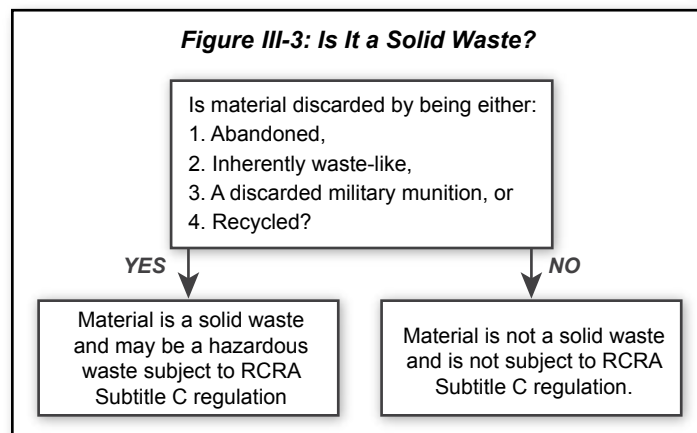 Figure III-3: Is It a Solid Waste?
Is material discarded by being either:
1. Abandoned,
2. Inherently waste-like,
3. A discarded military munition, or
4. Recycled?
YES
NO
Material is a solid waste
and may be a hazardous
waste subject to RCRA
Subtitle C regulation
Material is not a solid waste
and is not subject to RCRA
Subtitle C regulation.